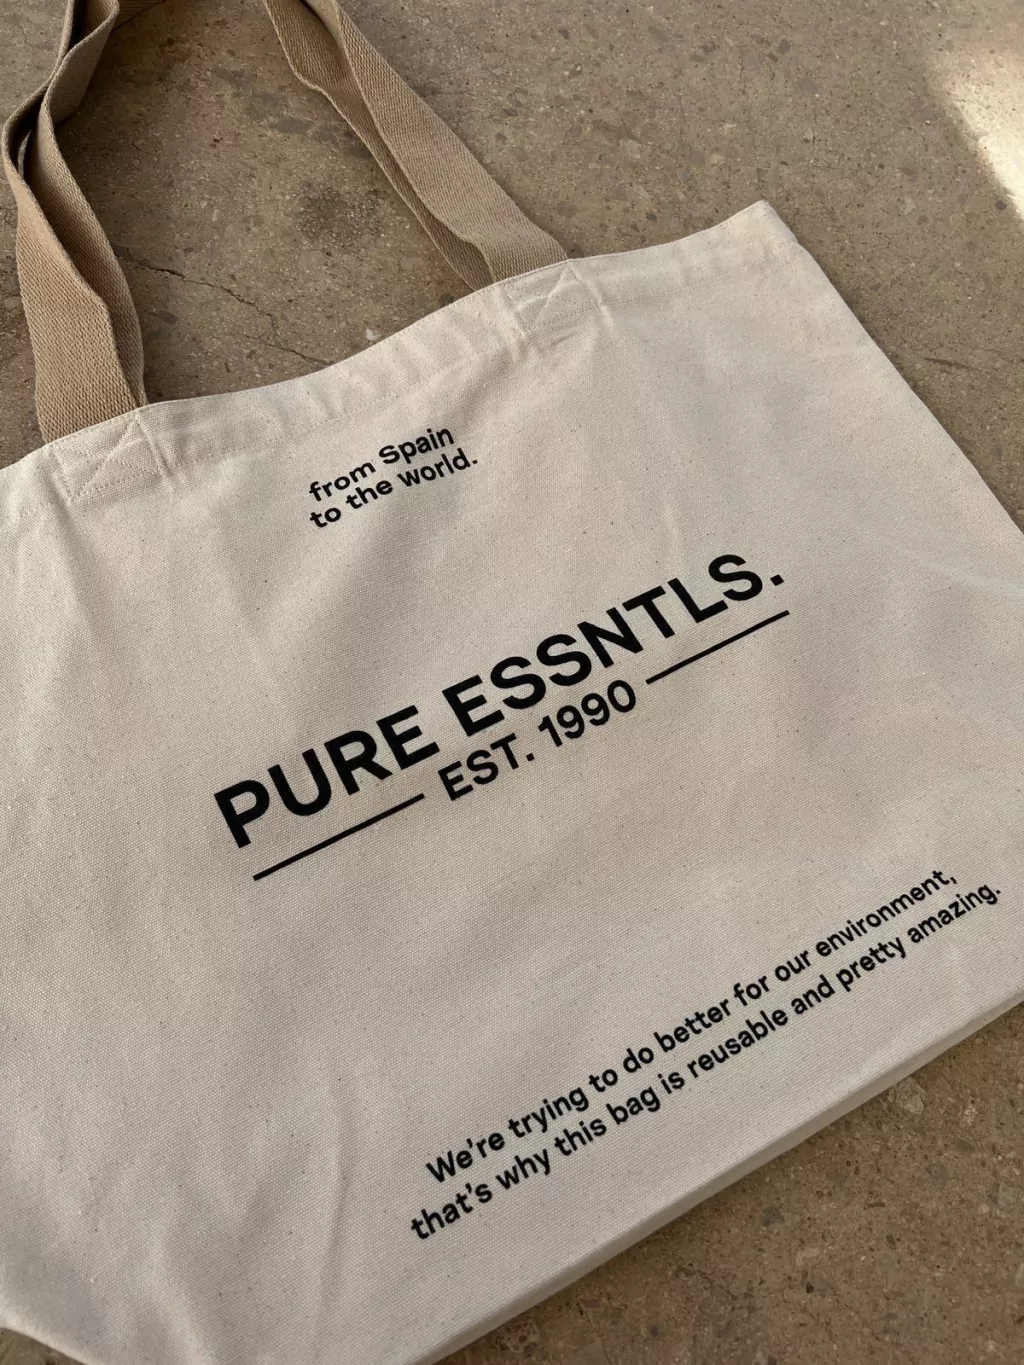 from Spain
to the world.
PURE ESSNTLS.
EST. 1990
We're trying to do better for our environment,
that's why this bag is reusable and pretty amazing.